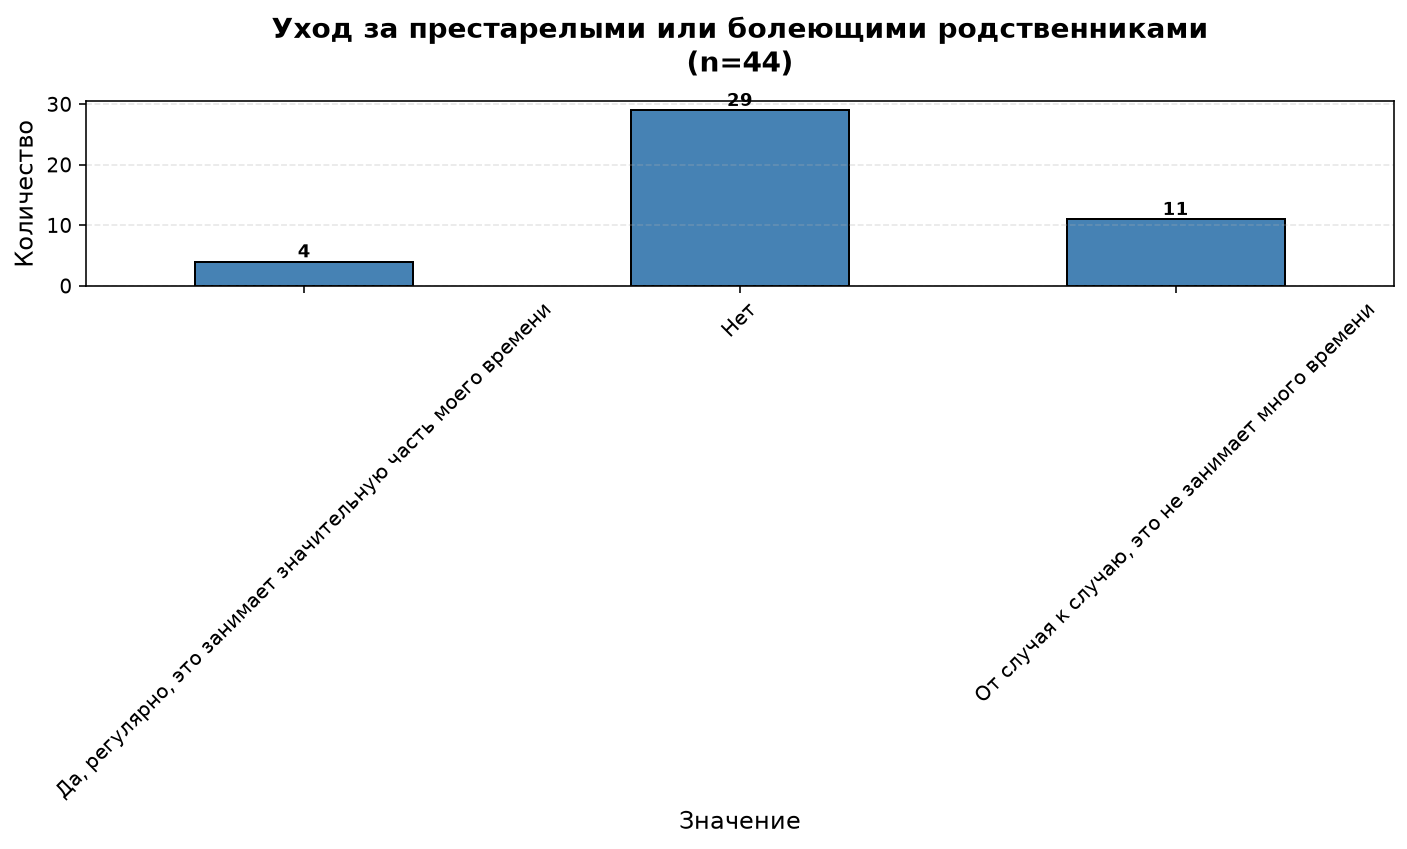 Уход за престарелыми или болеющими родственниками
(n=44)
Количество
30
20
10
0
4
29
11
Да, регулярно, это занимает значительную часть моего времени
Нет
От случая к случаю, это не занимает много времени
Значение